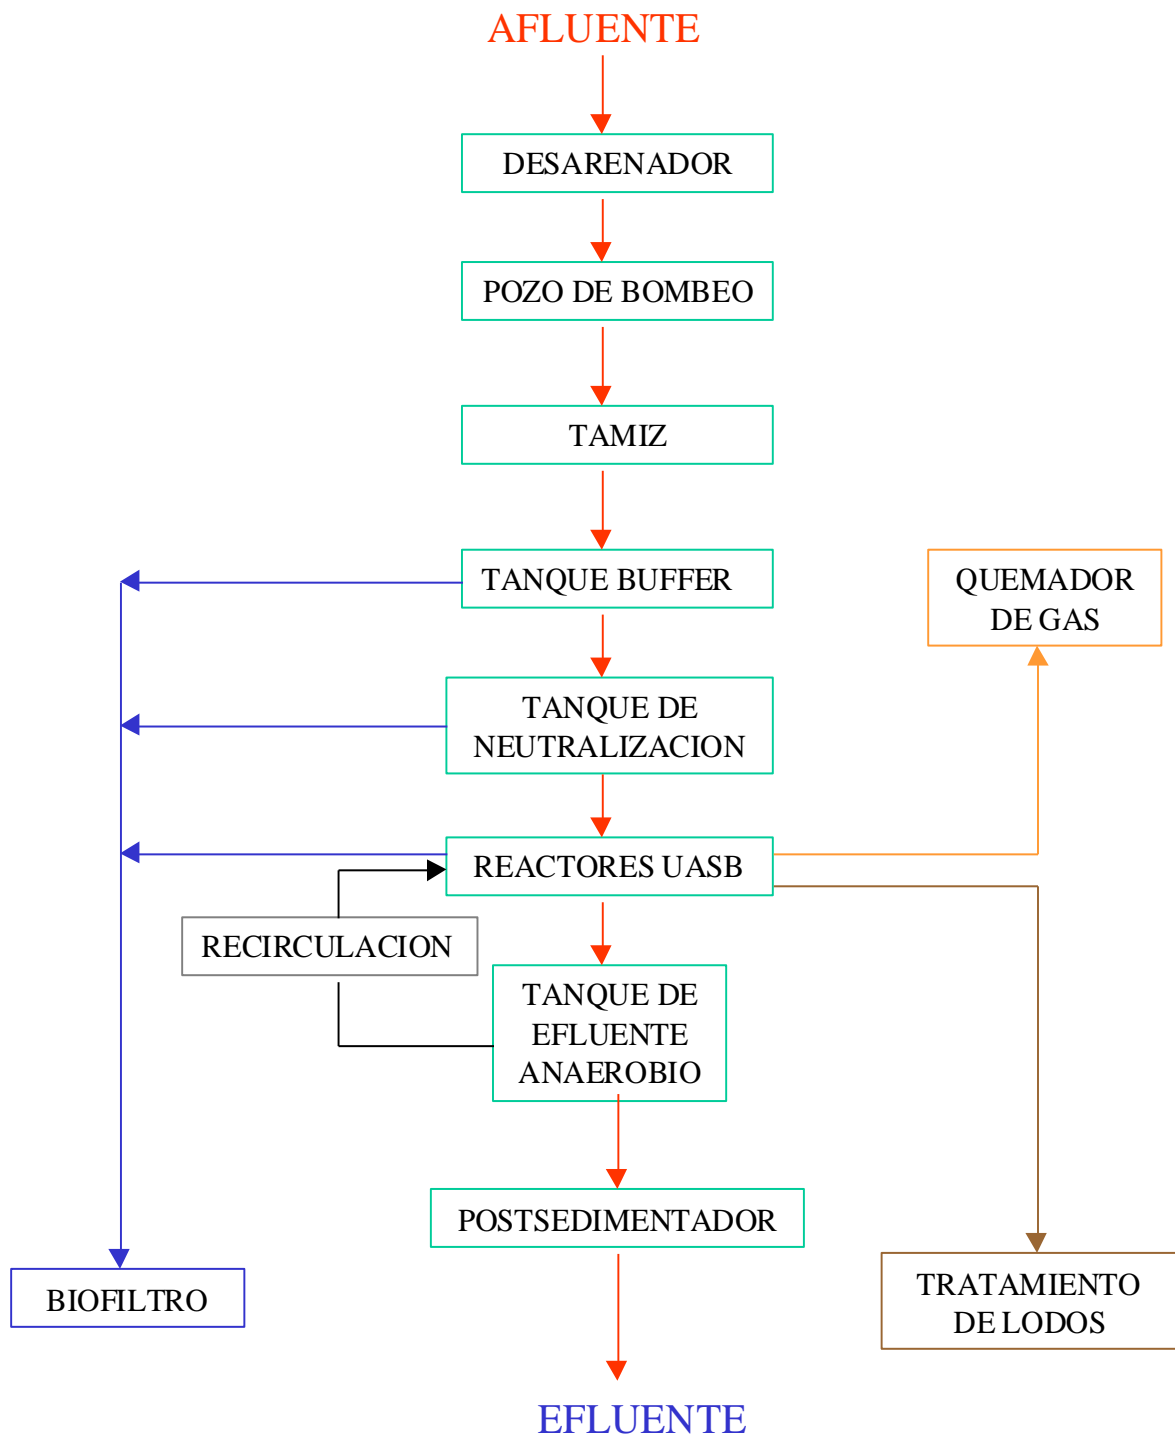 AFLUENTE
DESARENADOR
POZO DE BOMBEO
TAMIZ
TANQUE BUFFER
QUEMADOR
DE GAS
TANQUE DE
NEUTRALIZACION
REACTORES UASB
RECIRCULACION
TANQUE DE
EFLUENTE
ANAEROBIO
POSTSEDIMENTADOR
BIOFILTRO
TRATAMIENTO
DE LODOS
EFLUENTE